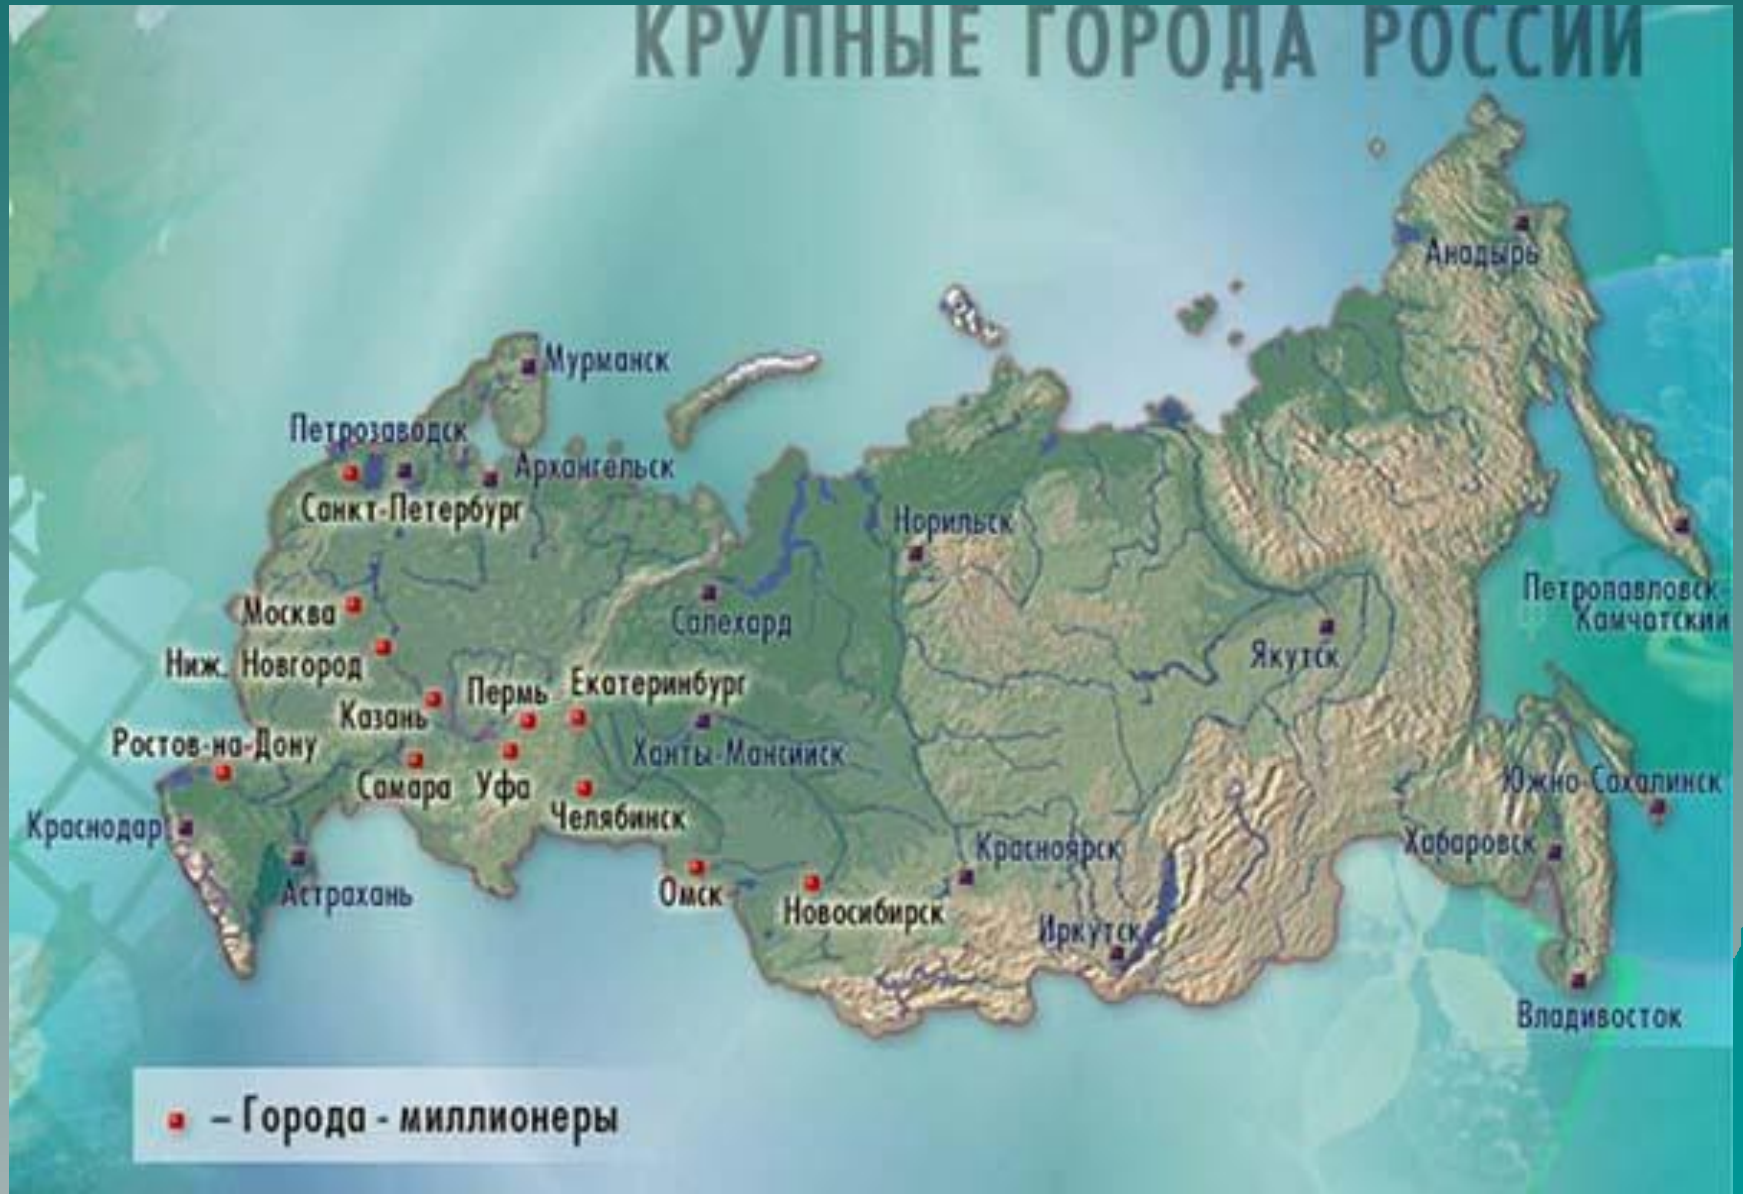 КРУПНЫЕ ГОРОДА РОССИИ
Анадырь
Мурманск
Петрозаводск
Архангельск
Санкт-Петербург
Норильск
Петропавловск-
Камчатский
Москва
Салехард
Якутск
Ниж. Новгород
Пермь
Екатеринбург
Казань
Ростов-на-Дону
Ханты-Мансийск
Самара
Уфа
Южно-Сахалинск
Челябинск
Краснодар
Красноярск
Хабаровск
Астрахань
Омск
Новосибирск
Иркутск
Владивосток
– Города - миллионеры